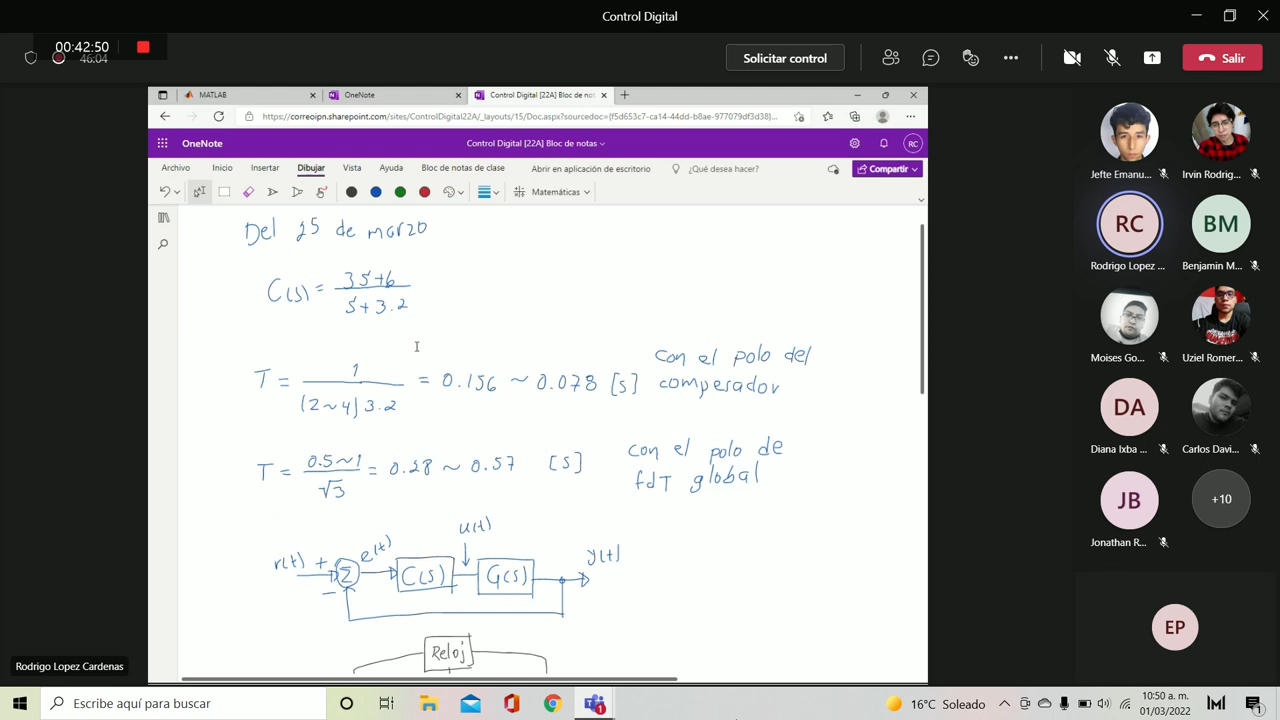 Control Digital
00:42:50
46:04
Solicitar control
Salir
MATLAB
OneNote
Control Digital [22A] Bloc de not
https://correoipn.sharepoint.com/sites/ControlDigital22A/_layouts/15/Doc.aspx?sourcedoc={f5d653c7-ca14-44dd-b8ae-977079df3d38}...
OneNote
Control Digital [22A] Bloc de notas
RC
Archivo
Inicio
Insertar
Dibujar
Vista
Ayuda
Bloc de notas de clase
Abrir en aplicación de escritorio
¿Qué desea hacer?
Compartir
Matemáticas
Del 25 de marzo
C(s) = 3s+6 / s+3.2
T = 1 / (2~4)3.2 = 0.156 ~ 0.078 [s] con el polo del
comperador
T = 0.5~1 / √3 = 0.28 ~ 0.57 [s] con el polo de
fdT global
r(t) + e(t) u(t) y(t)
Σ C(s) G(s)
−
Reloj
Jefte Emanu...
Irvin Rodrig...
RC
Rodrigo Lopez ...
BM
Benjamin M...
Moises Go...
Uziel Romer...
DA
Diana Ixba ...
Carlos Davi...
JB
Jonathan R...
+10
EP
Rodrigo Lopez Cardenas
Escribe aquí para buscar
1
16°C Soleado
10:50 a. m.
01/03/2022
1